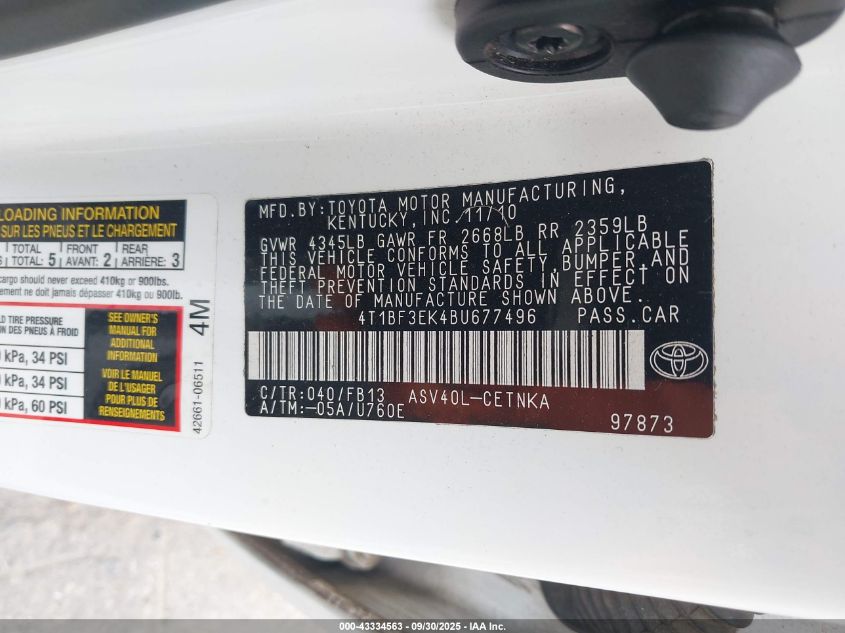 LOADING INFORMATION
SUR LES PNEUS ET LE CHARGEMENT
TOTAL FRONT REAR
TOTAL: 5 AVANT: 2 ARRIÈRE: 3
cargo should never exceed 410kg or 900lbs.
ne doit jamais dépasser 410kg ou 900lb.
TIRE PRESSURE
DES PNEUS À FROID
kPa, 34 PSI
kPa, 34 PSI
kPa, 60 PSI
SEE OWNER'S
MANUAL FOR
ADDITIONAL
INFORMATION
VOIR LE MANUEL
DE L'USAGER
POUR PLUS DE
RENSEIGNEMENTS
4M
42661-06511
MFD.BY:TOYOTA MOTOR MANUFACTURING,
KENTUCKY, INC.11/10
GVWR 4345LB GAWR FR 2668LB RR 2359LB
THIS VEHICLE CONFORMS TO ALL APPLICABLE
FEDERAL MOTOR VEHICLE SAFETY,BUMPER,AND
THEFT PREVENTION STANDARDS IN EFFECT ON
THE DATE OF MANUFACTURE SHOWN ABOVE.
4T1BF3EK4BU677496 PASS.CAR
C/TR:040/FB13 ASV40L-CETNKA
A/TM:-05A/U760E
97873
000-43334563 - 09/30/2025 - IAA Inc.